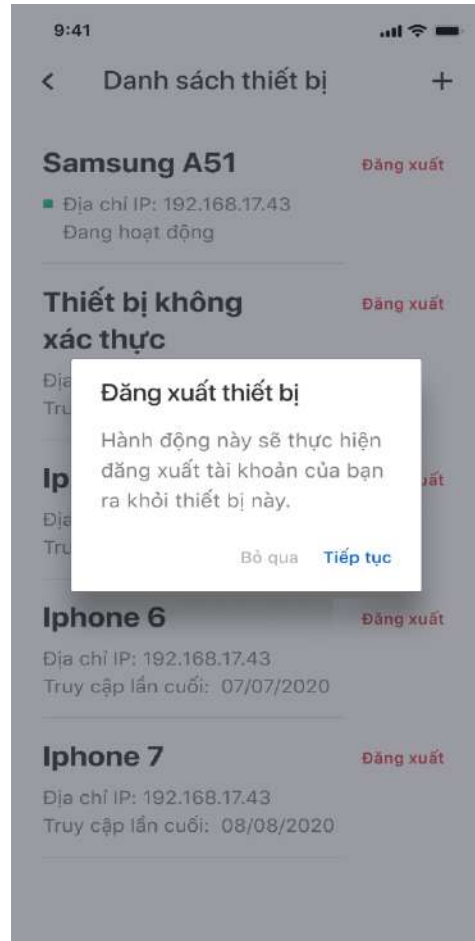 9:41
Danh sách thiết bị
Samsung A51
Đăng xuất
Địa chỉ IP: 192.168.17.43
Đang hoạt động
Thiết bị không
Đăng xuất
xác thực
Đăng xuất thiết bị
Hành động này sẽ thực hiện
đăng xuất tài khoản của bạn
ra khỏi thiết bị này.
Bỏ qua
Tiếp tục
Iphone 6
Đăng xuất
Địa chỉ IP: 192.168.17.43
Truy cập lần cuối: 07/07/2020
Iphone 7
Đăng xuất
Địa chỉ IP: 192.168.17.43
Truy cập lần cuối: 08/08/2020